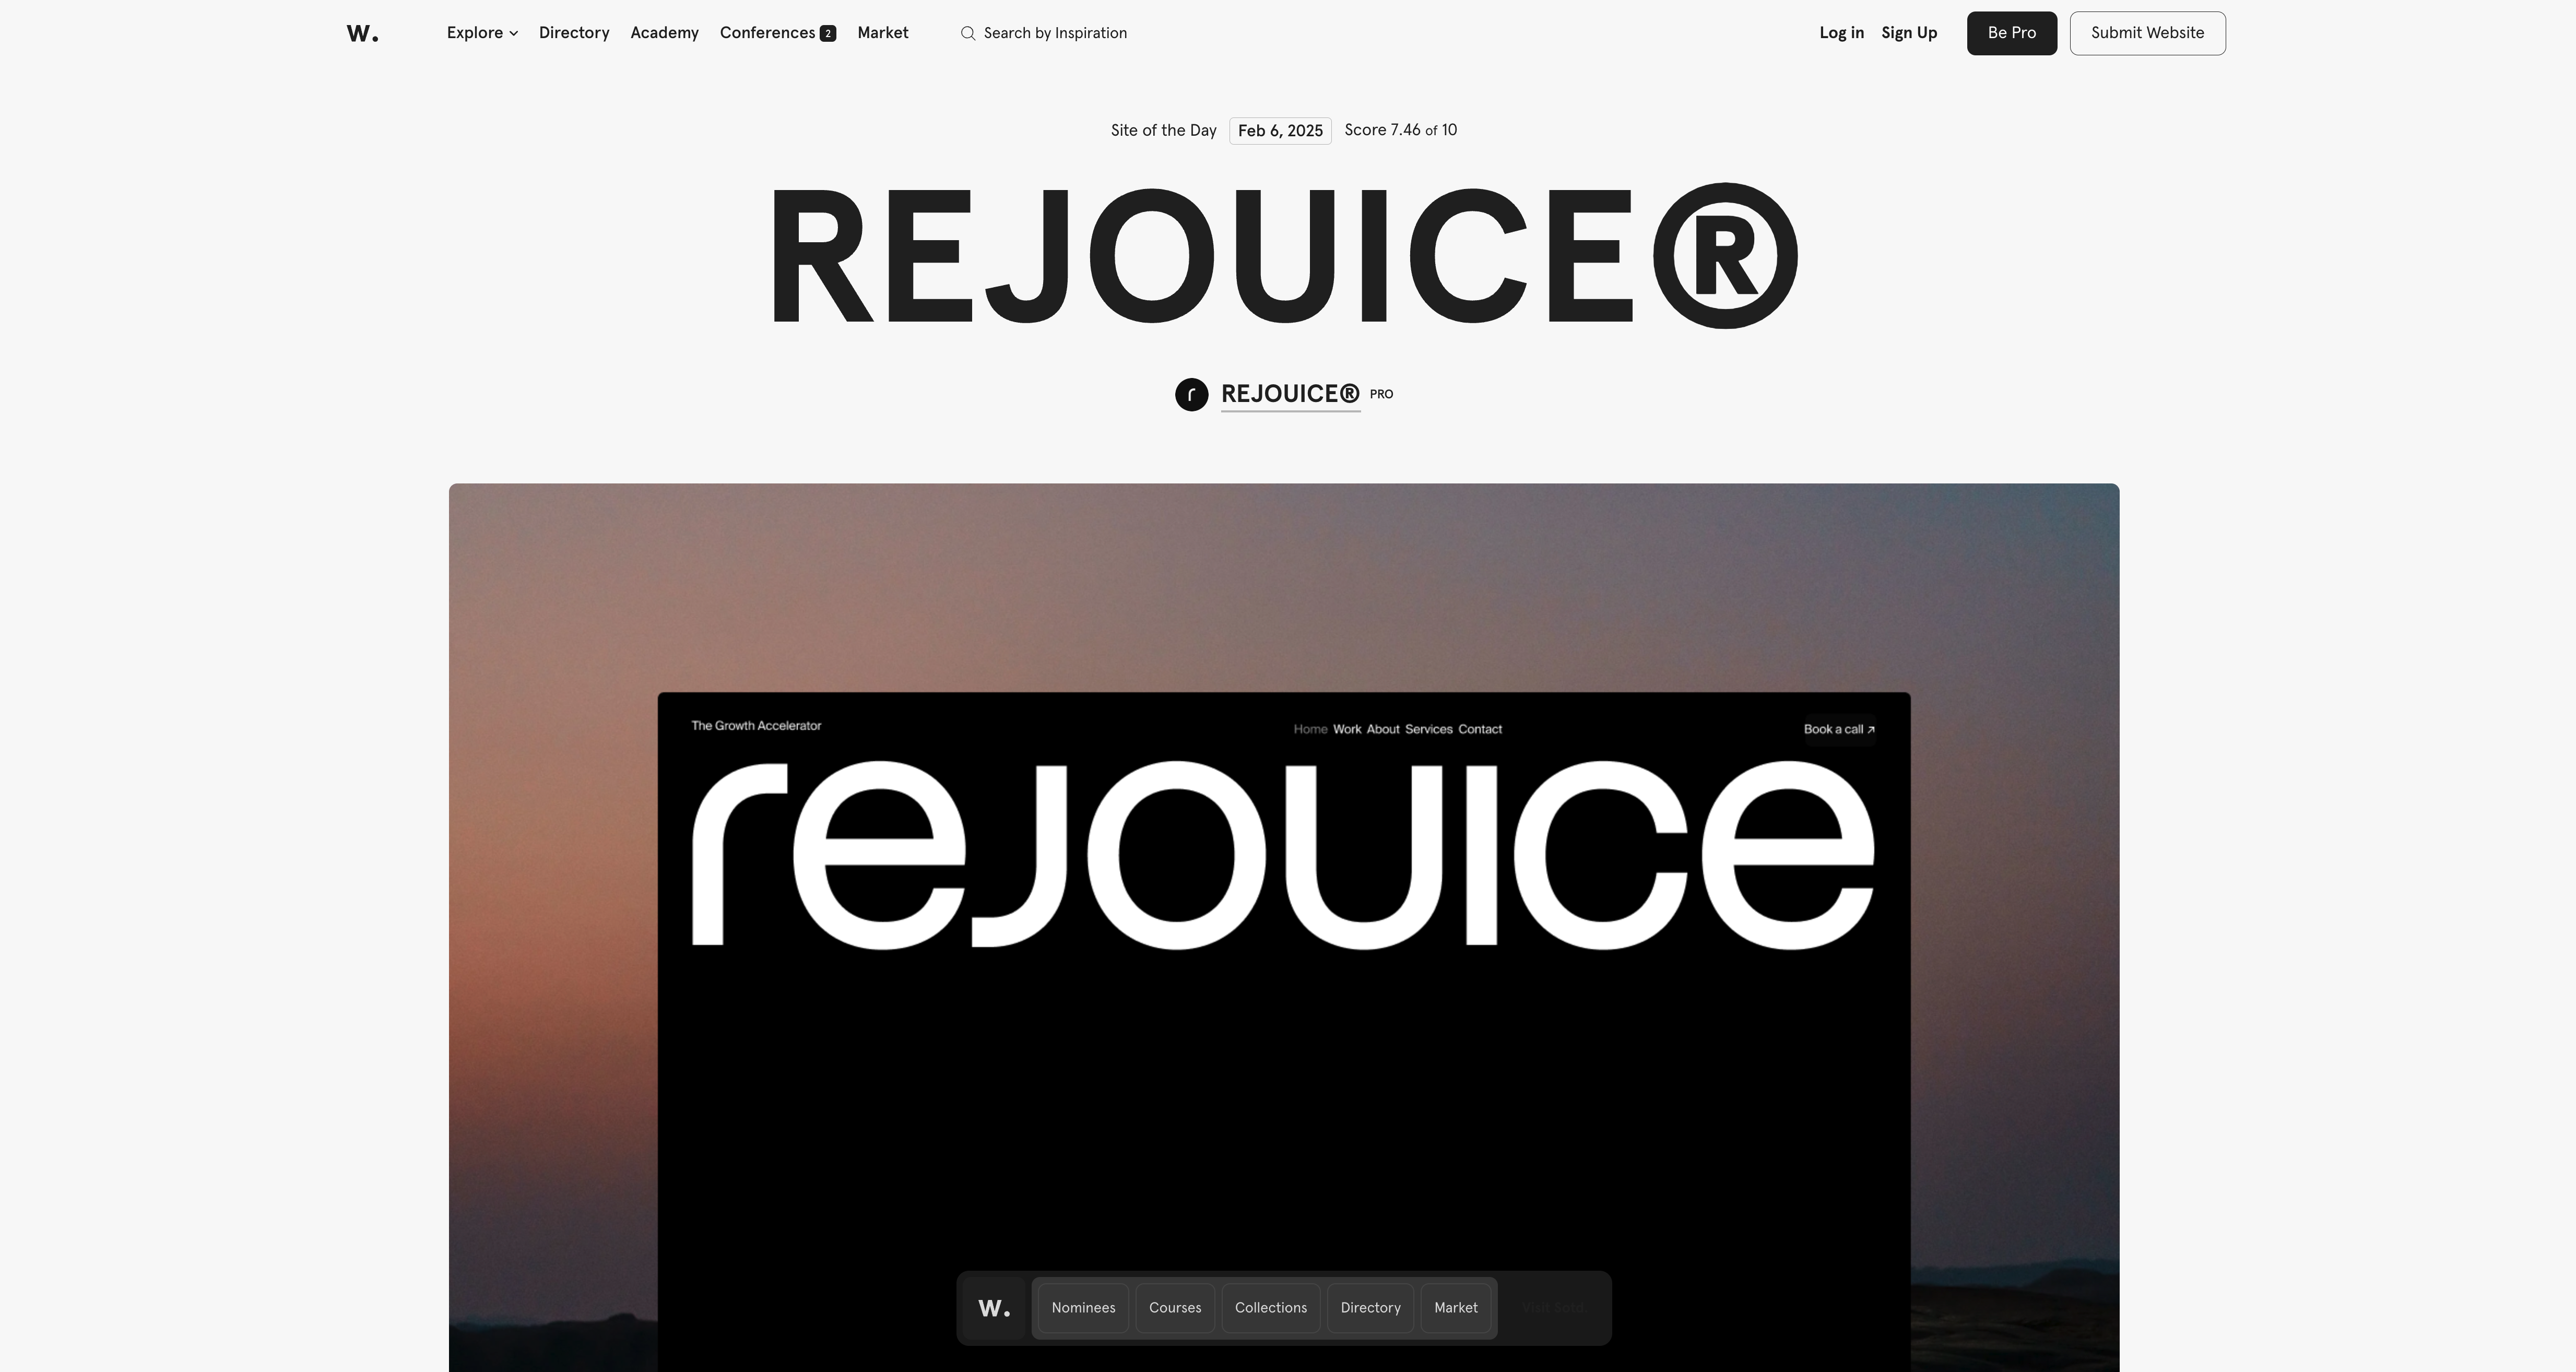 w. Explore Directory Academy Conferences 2 Market Search by Inspiration Log in Sign Up Be Pro Submit Website
Site of the Day Feb 6, 2025 Score 7.46 of 10
REJOUICE®
r REJOUICE® PRO
The Growth Accelerator Home Work About Services Contact Book a call ↗
rejouice
w. Nominees Courses Collections Directory Market